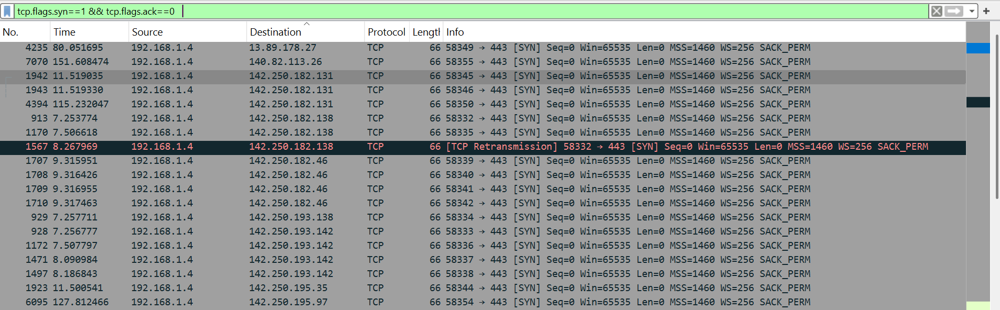 tcp.flags.syn==1 && tcp.flags.ack==0
No. Time Source Destination Protocol Lengtl Info
4235 80.051695 192.168.1.4 13.89.178.27 TCP 66 58349 → 443 [SYN] Seq=0 Win=65535 Len=0 MSS=1460 WS=256 SACK_PERM
7070 151.608474 192.168.1.4 140.82.113.26 TCP 66 58355 → 443 [SYN] Seq=0 Win=65535 Len=0 MSS=1460 WS=256 SACK_PERM
1942 11.519035 192.168.1.4 142.250.182.131 TCP 66 58345 → 443 [SYN] Seq=0 Win=65535 Len=0 MSS=1460 WS=256 SACK_PERM
1943 11.519330 192.168.1.4 142.250.182.131 TCP 66 58346 → 443 [SYN] Seq=0 Win=65535 Len=0 MSS=1460 WS=256 SACK_PERM
4394 115.232047 192.168.1.4 142.250.182.131 TCP 66 58350 → 443 [SYN] Seq=0 Win=65535 Len=0 MSS=1460 WS=256 SACK_PERM
913 7.253774 192.168.1.4 142.250.182.138 TCP 66 58332 → 443 [SYN] Seq=0 Win=65535 Len=0 MSS=1460 WS=256 SACK_PERM
1170 7.506618 192.168.1.4 142.250.182.138 TCP 66 58335 → 443 [SYN] Seq=0 Win=65535 Len=0 MSS=1460 WS=256 SACK_PERM
1567 8.267969 192.168.1.4 142.250.182.138 TCP 66 [TCP Retransmission] 58332 → 443 [SYN] Seq=0 Win=65535 Len=0 MSS=1460 WS=256 SACK_PERM
1707 9.315951 192.168.1.4 142.250.182.46 TCP 66 58339 → 443 [SYN] Seq=0 Win=65535 Len=0 MSS=1460 WS=256 SACK_PERM
1708 9.316426 192.168.1.4 142.250.182.46 TCP 66 58340 → 443 [SYN] Seq=0 Win=65535 Len=0 MSS=1460 WS=256 SACK_PERM
1709 9.316955 192.168.1.4 142.250.182.46 TCP 66 58341 → 443 [SYN] Seq=0 Win=65535 Len=0 MSS=1460 WS=256 SACK_PERM
1710 9.317463 192.168.1.4 142.250.182.46 TCP 66 58342 → 443 [SYN] Seq=0 Win=65535 Len=0 MSS=1460 WS=256 SACK_PERM
929 7.257711 192.168.1.4 142.250.193.138 TCP 66 58334 → 443 [SYN] Seq=0 Win=65535 Len=0 MSS=1460 WS=256 SACK_PERM
928 7.256777 192.168.1.4 142.250.193.142 TCP 66 58333 → 443 [SYN] Seq=0 Win=65535 Len=0 MSS=1460 WS=256 SACK_PERM
1172 7.507797 192.168.1.4 142.250.193.142 TCP 66 58336 → 443 [SYN] Seq=0 Win=65535 Len=0 MSS=1460 WS=256 SACK_PERM
1471 8.090984 192.168.1.4 142.250.193.142 TCP 66 58337 → 443 [SYN] Seq=0 Win=65535 Len=0 MSS=1460 WS=256 SACK_PERM
1497 8.186843 192.168.1.4 142.250.193.142 TCP 66 58338 → 443 [SYN] Seq=0 Win=65535 Len=0 MSS=1460 WS=256 SACK_PERM
1923 11.500541 192.168.1.4 142.250.195.35 TCP 66 58344 → 443 [SYN] Seq=0 Win=65535 Len=0 MSS=1460 WS=256 SACK_PERM
6095 127.812466 192.168.1.4 142.250.195.97 TCP 66 58354 → 443 [SYN] Seq=0 Win=65535 Len=0 MSS=1460 WS=256 SACK_PERM